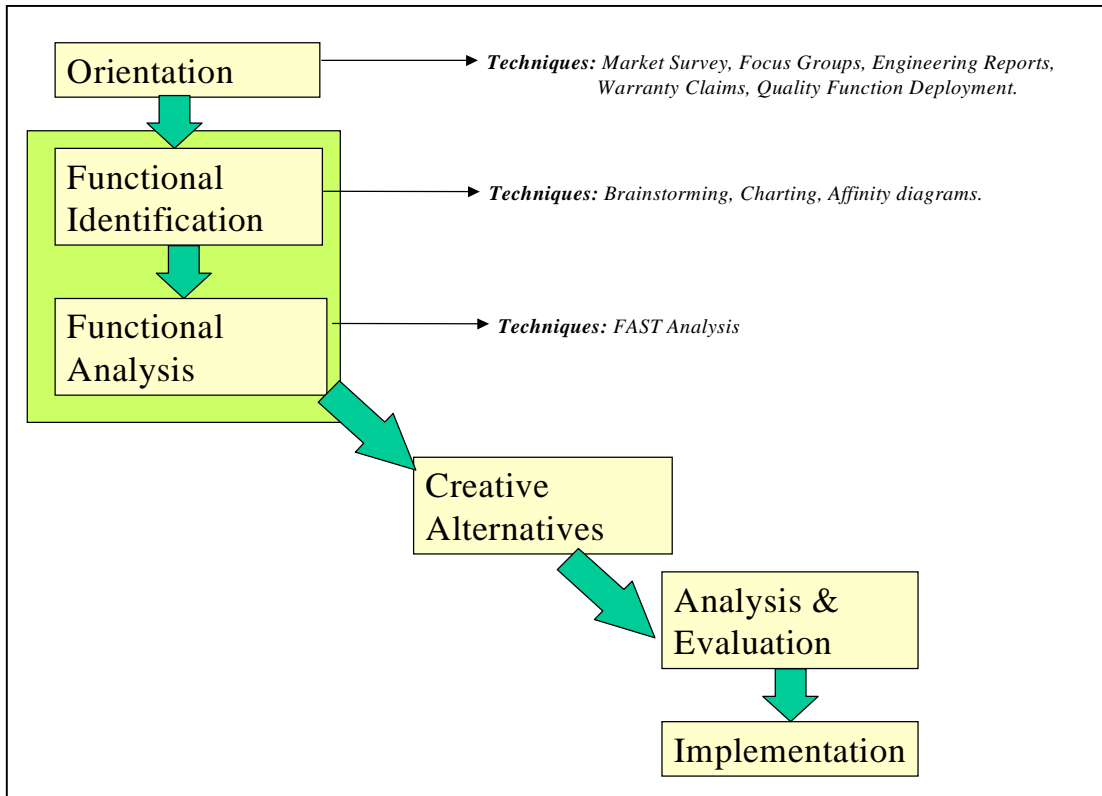 Orientation
Techniques: Market Survey, Focus Groups, Engineering Reports,
Warranty Claims, Quality Function Deployment.
Functional
Identification
Techniques: Brainstorming, Charting, Affinity diagrams.
Functional
Analysis
Techniques: FAST Analysis
Creative
Alternatives
Analysis &
Evaluation
Implementation